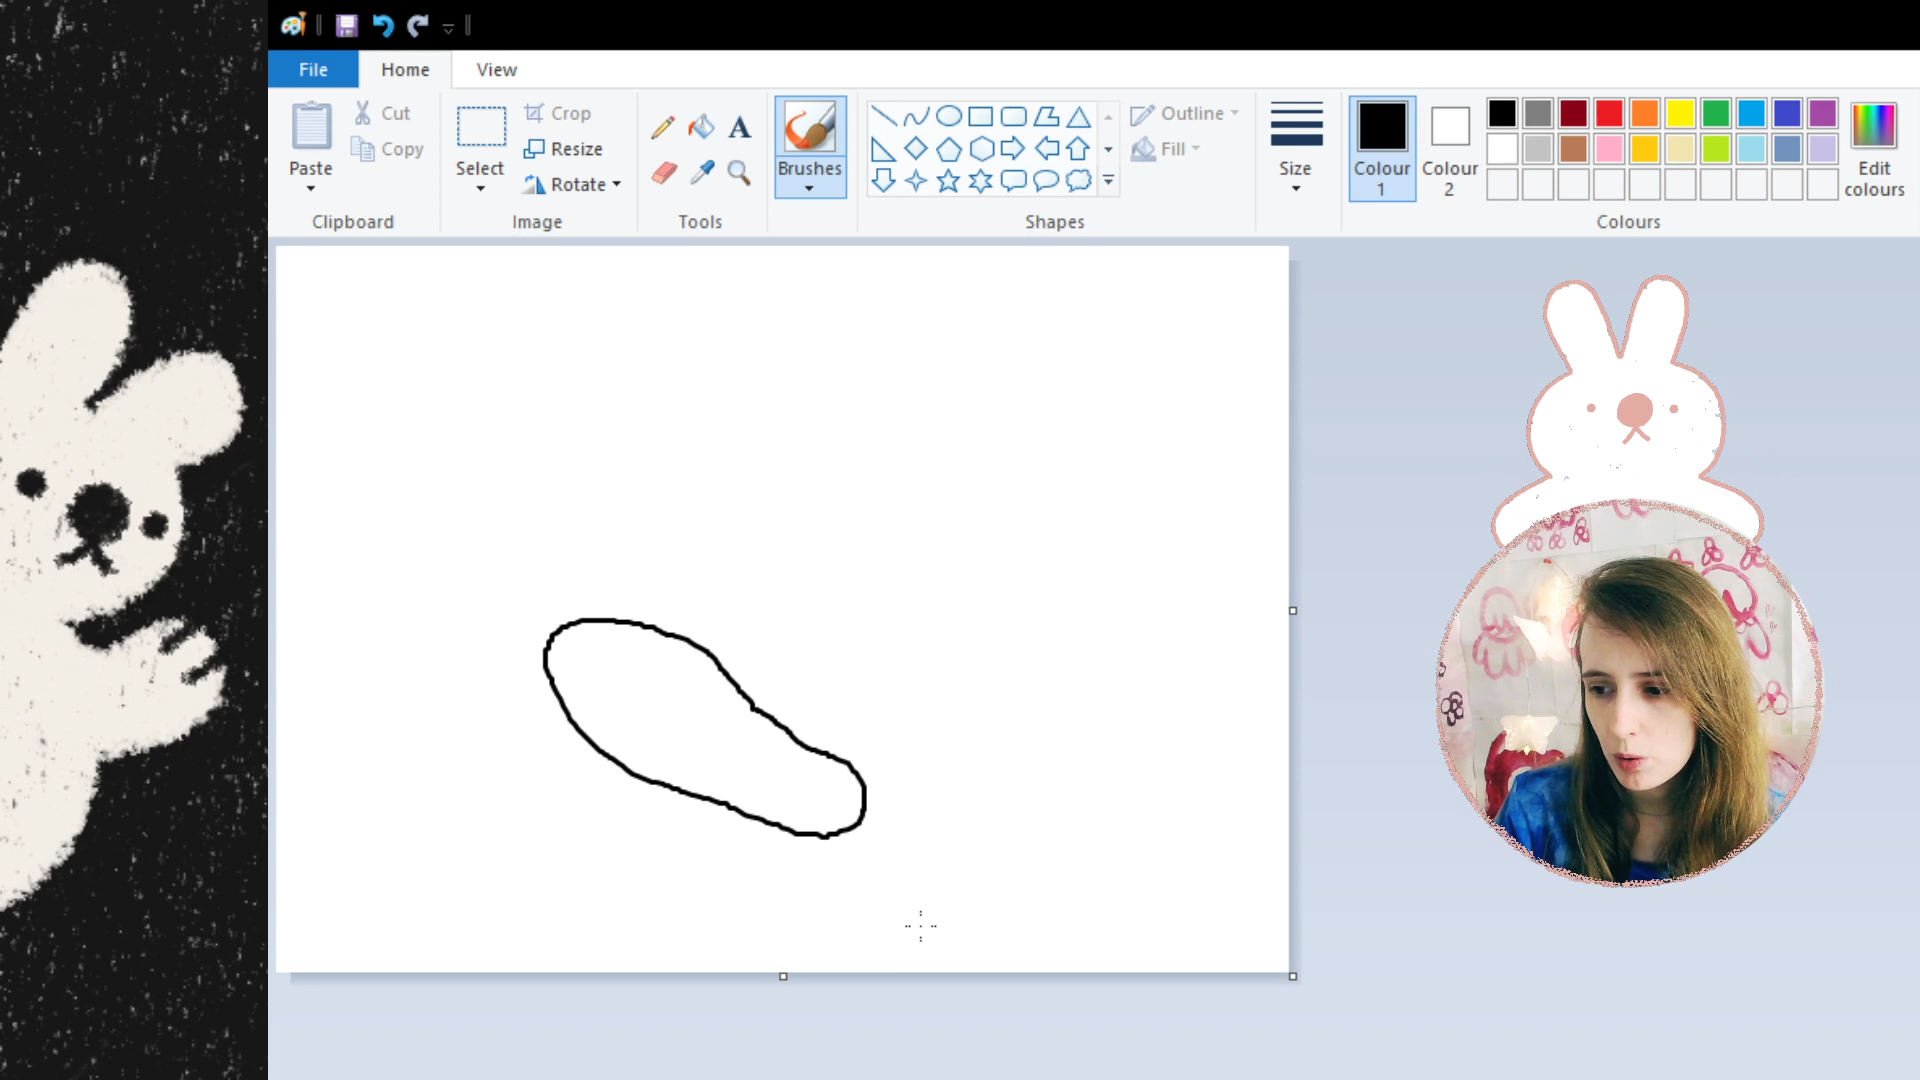 File Home View
Paste
Cut
Copy
Clipboard
Select
Crop
Resize
Rotate
Image
A
Tools
Brushes
Outline
Fill
Shapes
Size
Colour
1
Colour
2
Edit
colours
Colours